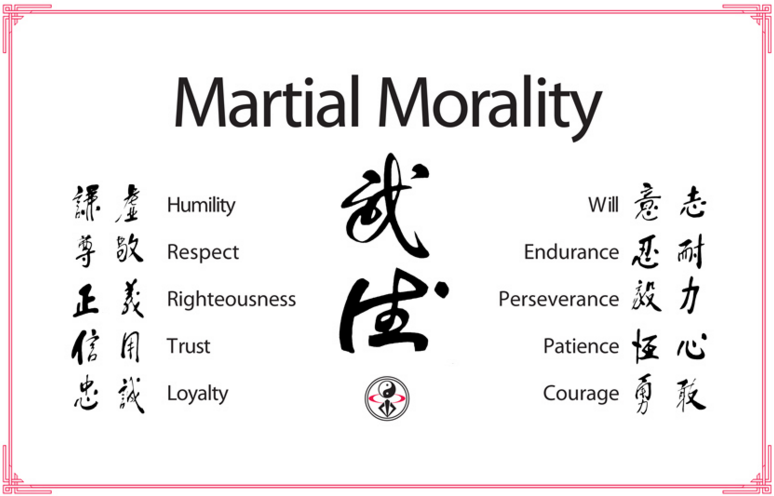 Martial Morality
武德
謙虛 Humility
尊敬 Respect
正義 Righteousness
信用 Trust
忠誠 Loyalty
Will 意志
Endurance 忍耐
Perseverance 毅力
Patience 恒心
Courage 勇敢